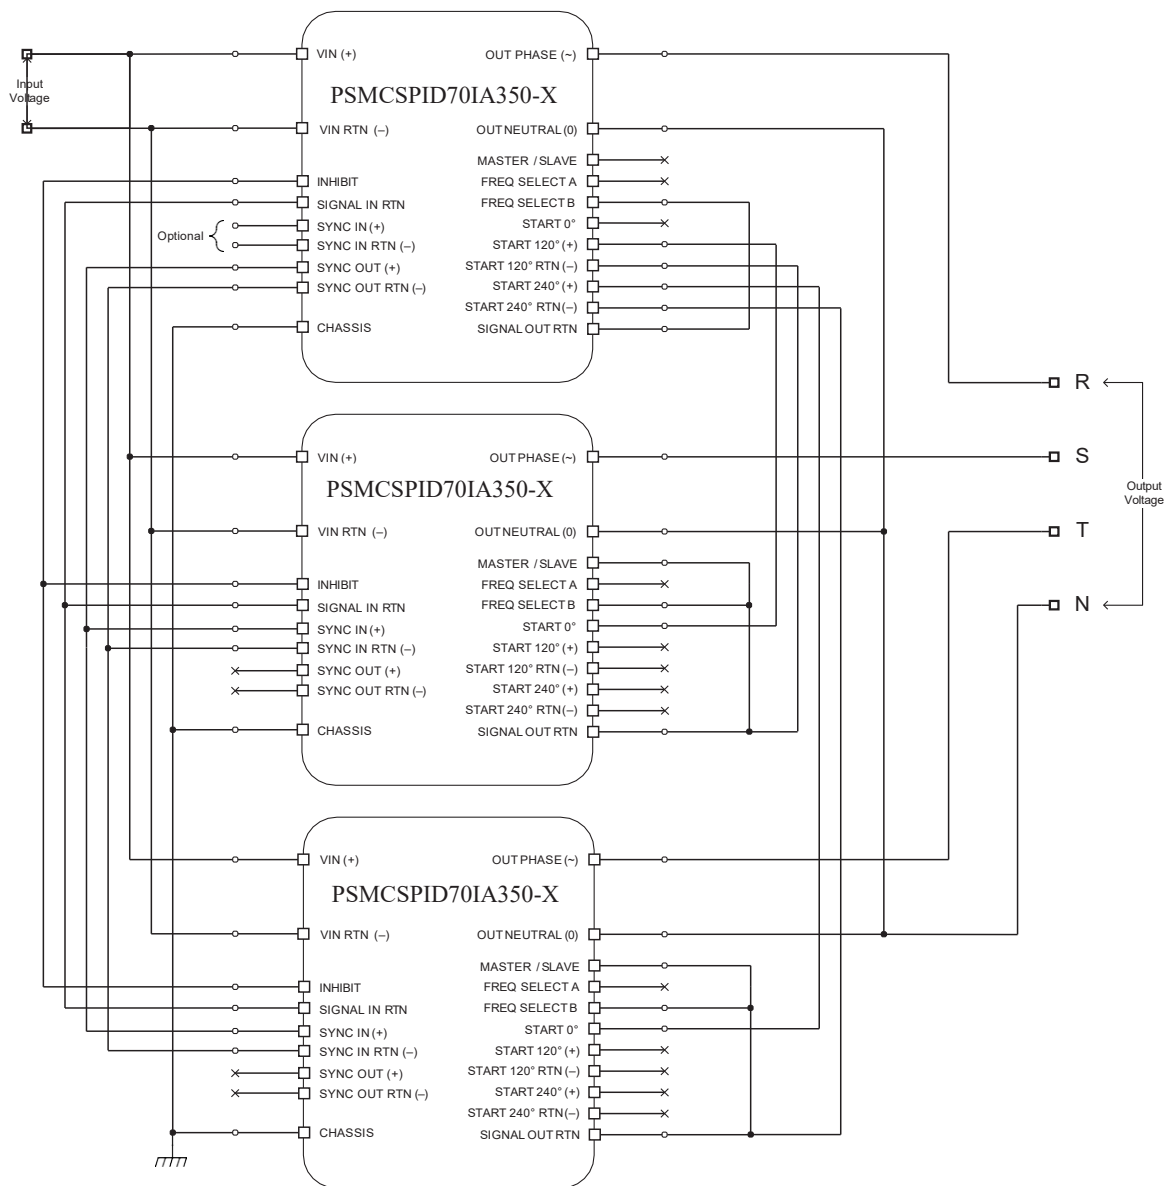 VIN (+)
OUT PHASE (~)
Input
Voltage
PSMCSPID70IA350-X
VIN RTN (–)
OUT NEUTRAL (0)
MASTER / SLAVE
INHIBIT
FREQ SELECT A
SIGNAL IN RTN
FREQ SELECT B
Optional
SYNC IN (+)
START 0°
SYNC IN RTN (–)
START 120° (+)
SYNC OUT (+)
START 120° RTN (–)
SYNC OUT RTN (–)
START 240° (+)
START 240° RTN (–)
CHASSIS
SIGNAL OUT RTN
R
VIN (+)
OUT PHASE (~)
S
PSMCSPID70IA350-X
Output
Voltage
VIN RTN (–)
OUT NEUTRAL (0)
T
MASTER / SLAVE
INHIBIT
FREQ SELECT A
SIGNAL IN RTN
FREQ SELECT B
N
SYNC IN (+)
START 0°
SYNC IN RTN (–)
START 120° (+)
SYNC OUT (+)
START 120° RTN (–)
SYNC OUT RTN (–)
START 240° (+)
START 240° RTN (–)
CHASSIS
SIGNAL OUT RTN
VIN (+)
OUT PHASE (~)
PSMCSPID70IA350-X
VIN RTN (–)
OUT NEUTRAL (0)
MASTER / SLAVE
INHIBIT
FREQ SELECT A
SIGNAL IN RTN
FREQ SELECT B
SYNC IN (+)
START 0°
SYNC IN RTN (–)
START 120° (+)
SYNC OUT (+)
START 120° RTN (–)
SYNC OUT RTN (–)
START 240° (+)
START 240° RTN (–)
CHASSIS
SIGNAL OUT RTN